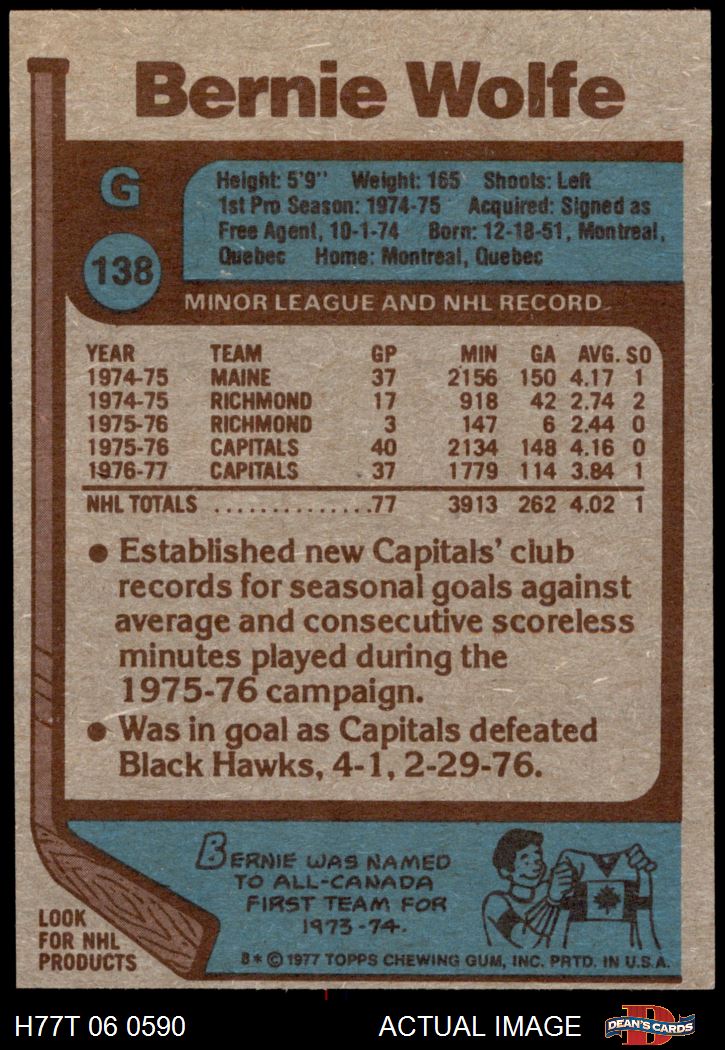 Bernie Wolfe
G
138
Height: 5'9" Weight: 165 Shoots: Left
1st Pro Season: 1974-75 Acquired: Signed as
Free Agent, 10-1-74 Born: 12-18-51, Montreal,
Quebec Home: Montreal, Quebec
MINOR LEAGUE AND NHL RECORD
YEAR TEAM GP MIN GA AVG. SO
1974-75 MAINE 37 2156 150 4.17 1
1974-75 RICHMOND 17 918 42 2.74 2
1975-76 RICHMOND 3 147 6 2.44 0
1975-76 CAPITALS 40 2134 148 4.16 0
1976-77 CAPITALS 37 1779 114 3.84 1
NHL TOTALS ..............77 3913 262 4.02 1
● Established new Capitals' club
records for seasonal goals against
average and consecutive scoreless
minutes played during the
1975-76 campaign.
● Was in goal as Capitals defeated
Black Hawks, 4-1, 2-29-76.
BERNIE WAS NAMED
TO ALL-CANADA
FIRST TEAM FOR
1973-74.
LOOK
FOR NHL
PRODUCTS
B* © 1977 TOPPS CHEWING GUM, INC. PRTD. IN U.S.A.
H77T 06 0590 ACTUAL IMAGE
D
DEAN'S CARDS